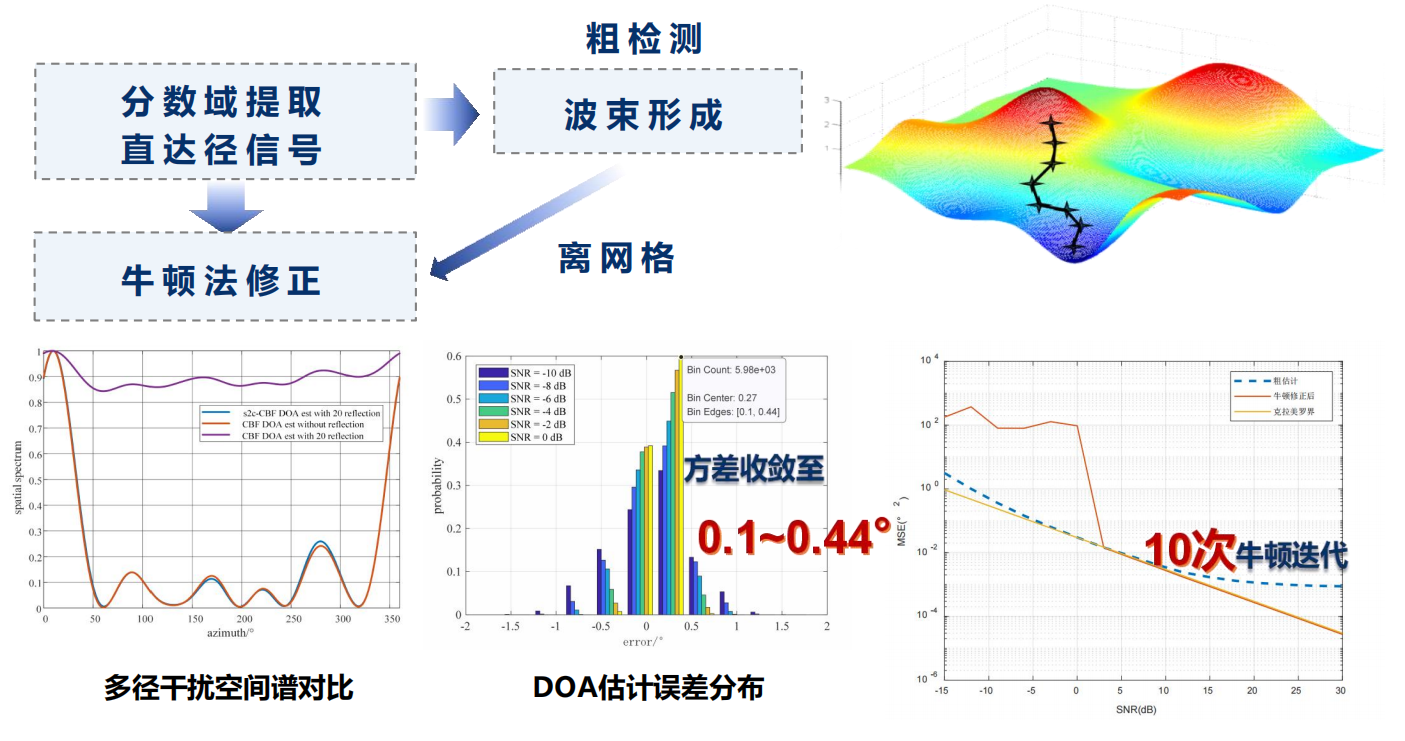 粗检测
分数域提取
直达径信号
波束形成
离网格
牛顿法修正
3
2
1
1
0.9
0.8
0.7
0.6
0.5
0.4
0.3
0.2
0.1
0
spatial spectrum
s2c-CBF DOA est with 20 reflection
CBF DOA est without reflection
CBF DOA est with 20 reflection
0 50 100 150 200 250 300 350
azimuth/°
多径干扰空间谱对比
0.6
0.5
0.4
0.3
0.2
0.1
0
probability
SNR = -10 dB
SNR = -8 dB
SNR = -6 dB
SNR = -4 dB
SNR = -2 dB
SNR = 0 dB
Bin Count: 5.98e+03
Bin Center: 0.27
Bin Edges: [0.1, 0.44]
方差收敛至
0.1~0.44°
-2 -1.5 -1 -0.5 0 0.5 1 1.5 2
error/°
DOA估计误差分布
10 4
10 2
10 0
10 -2
10 -4
10 -6
MSE(° 2)
粗估计
牛顿修正后
克拉美罗界
10次牛顿迭代
-15 -10 -5 0 5 10 15 20 25 30
SNR(dB)